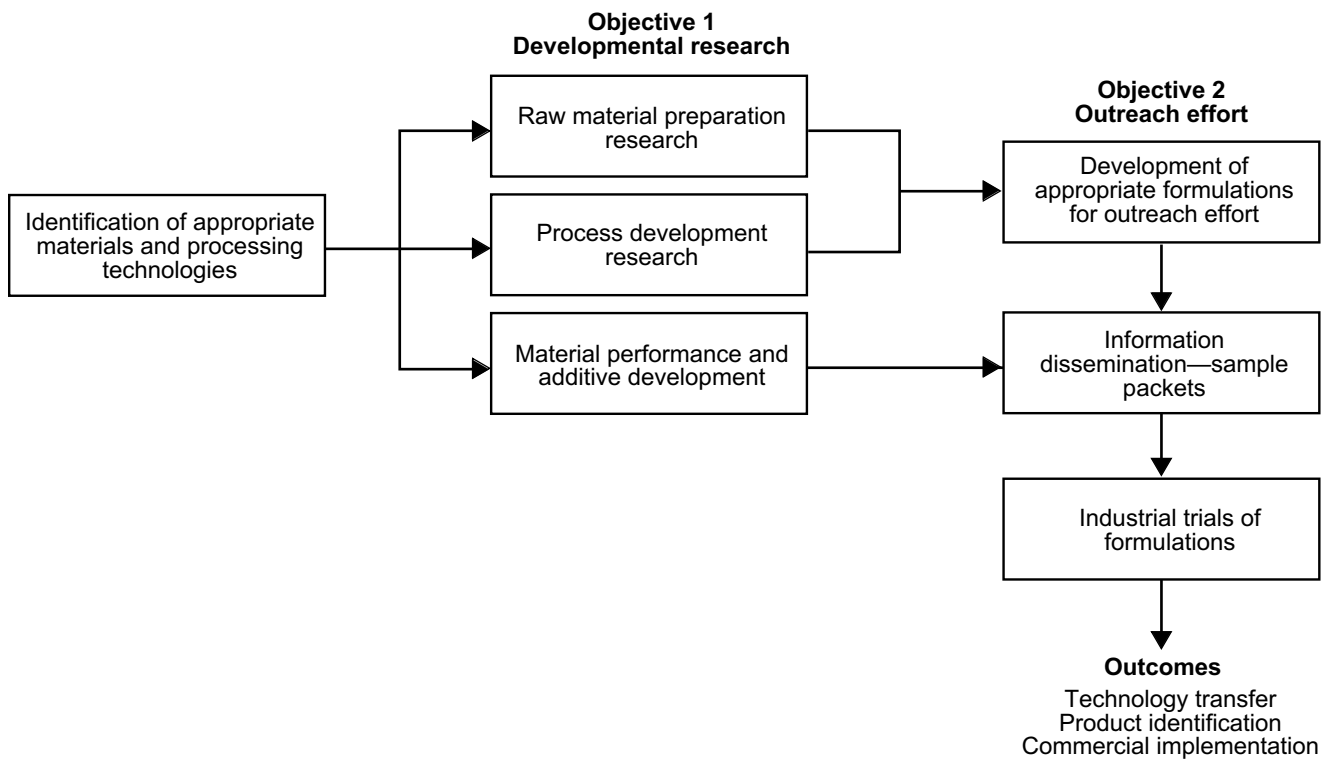 Objective 1
Developmental research
Raw material preparation
research
Objective 2
Outreach effort
Development of
appropriate formulations
for outreach effort
Identification of appropriate
materials and processing
technologies
Process development
research
Material performance and
additive development
Information
dissemination—sample
packets
Industrial trials of
formulations
Outcomes
Technology transfer
Product identification
Commercial implementation